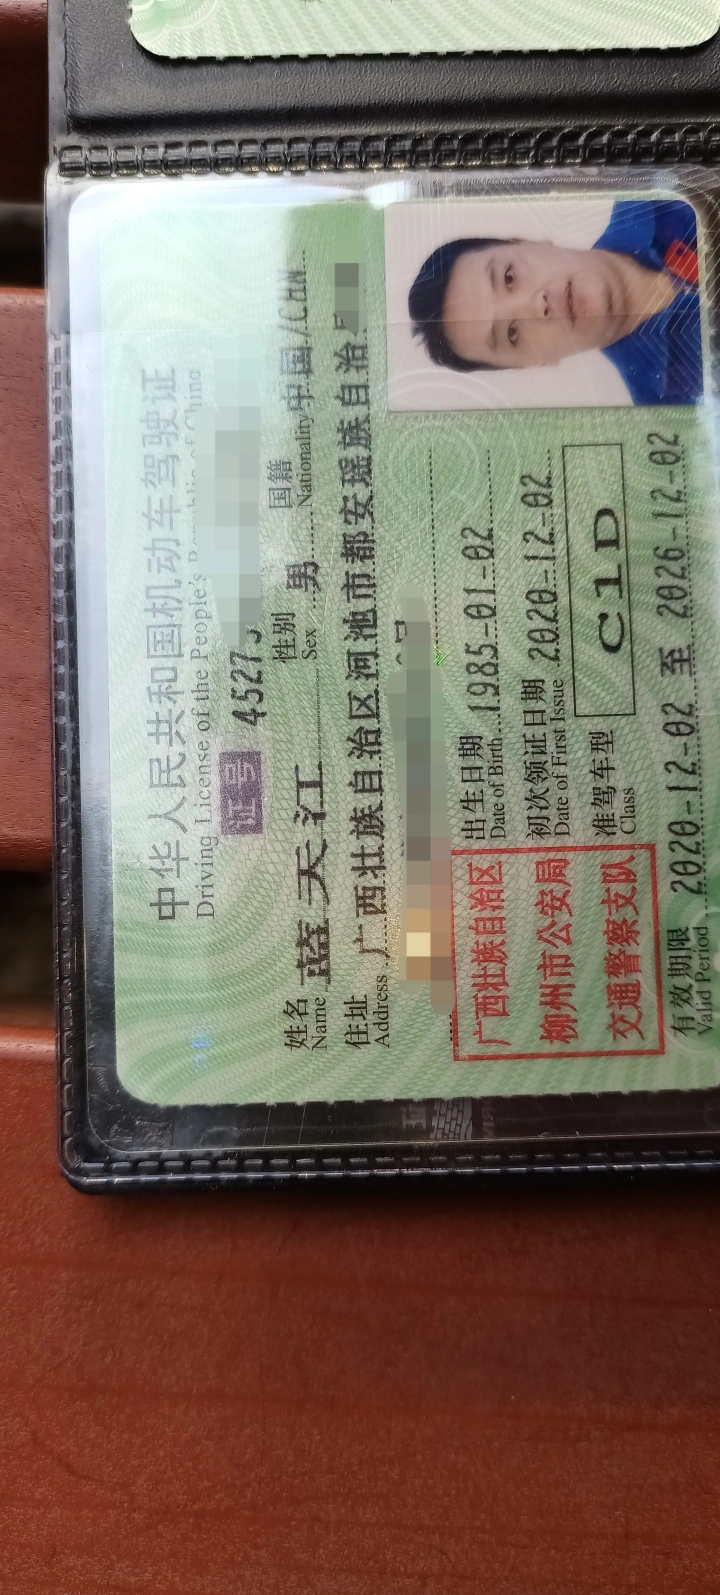 中华人民共和国机动车驾驶证
Driving License of the People's Republic of China
证号 4527
姓名 蓝天江 性别 男 国籍 中国/CHN
Name Sex Nationality
住址 广西壮族自治区河池市都安瑶族自治
Address
出生日期 1985-01-02
Date of Birth
初次领证日期 2020-12-02
Date of First Issue
准驾车型 C1D
Class
广西壮族自治区
柳州市公安局
交通警察支队
有效期限 2020-12-02 至 2026-12-02
Valid Period